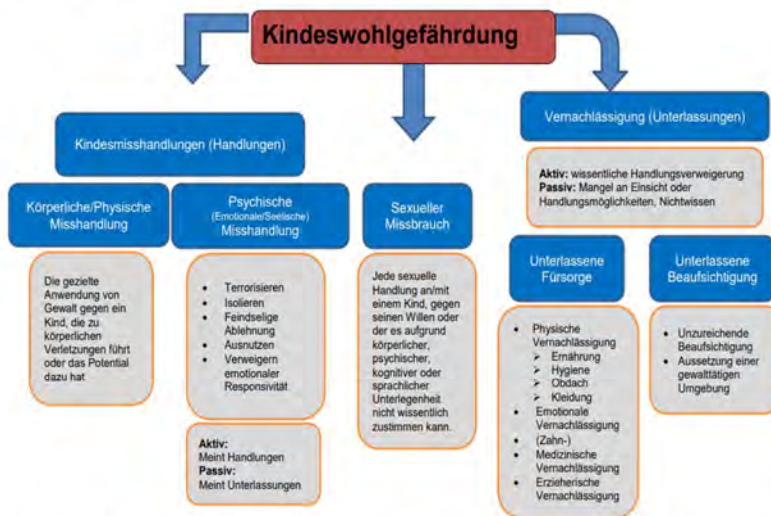 Kindeswohlgefährdung
Kindesmisshandlungen (Handlungen)
Körperliche/Physische
Misshandlung
Die gezielte
Anwendung von
Gewalt gegen ein
Kind, die zu
körperlichen
Verletzungen führt
oder das Potential
dazu hat
Psychische
(Emotionale/Seelische)
Misshandlung
• Terrorisieren
• Isolieren
• Feindselige
Ablehnung
• Ausnutzen
• Verweigern
emotionaler
Responsivität
Aktiv:
Meint Handlungen
Passiv:
Meint Unterlassungen
Sexueller
Missbrauch
Jede sexuelle
Handlung an/mit
einem Kind, gegen
seinen Willen oder
der es aufgrund
körperlicher,
psychischer,
kognitiver oder
sprachlicher
Unterlegenheit
nicht wissentlich
zustimmen kann.
Vernachlässigung (Unterlassungen)
Aktiv: wissentliche Handlungsverweigerung
Passiv: Mangel an Einsicht oder
Handlungsmöglichkeiten, Nichtwissen
Unterlassene
Fürsorge
• Physische
Vernachlässigung
➢ Ernährung
➢ Hygiene
➢ Obdach
➢ Kleidung
• Emotionale
Vernachlässigung
• (Zahn-)
• Medizinische
Vernachlässigung
• Erzieherische
Vernachlässigung
Unterlassene
Beaufsichtigung
• Unzureichende
Beaufsichtigung
• Aussetzung einer
gewalttätigen
Umgebung